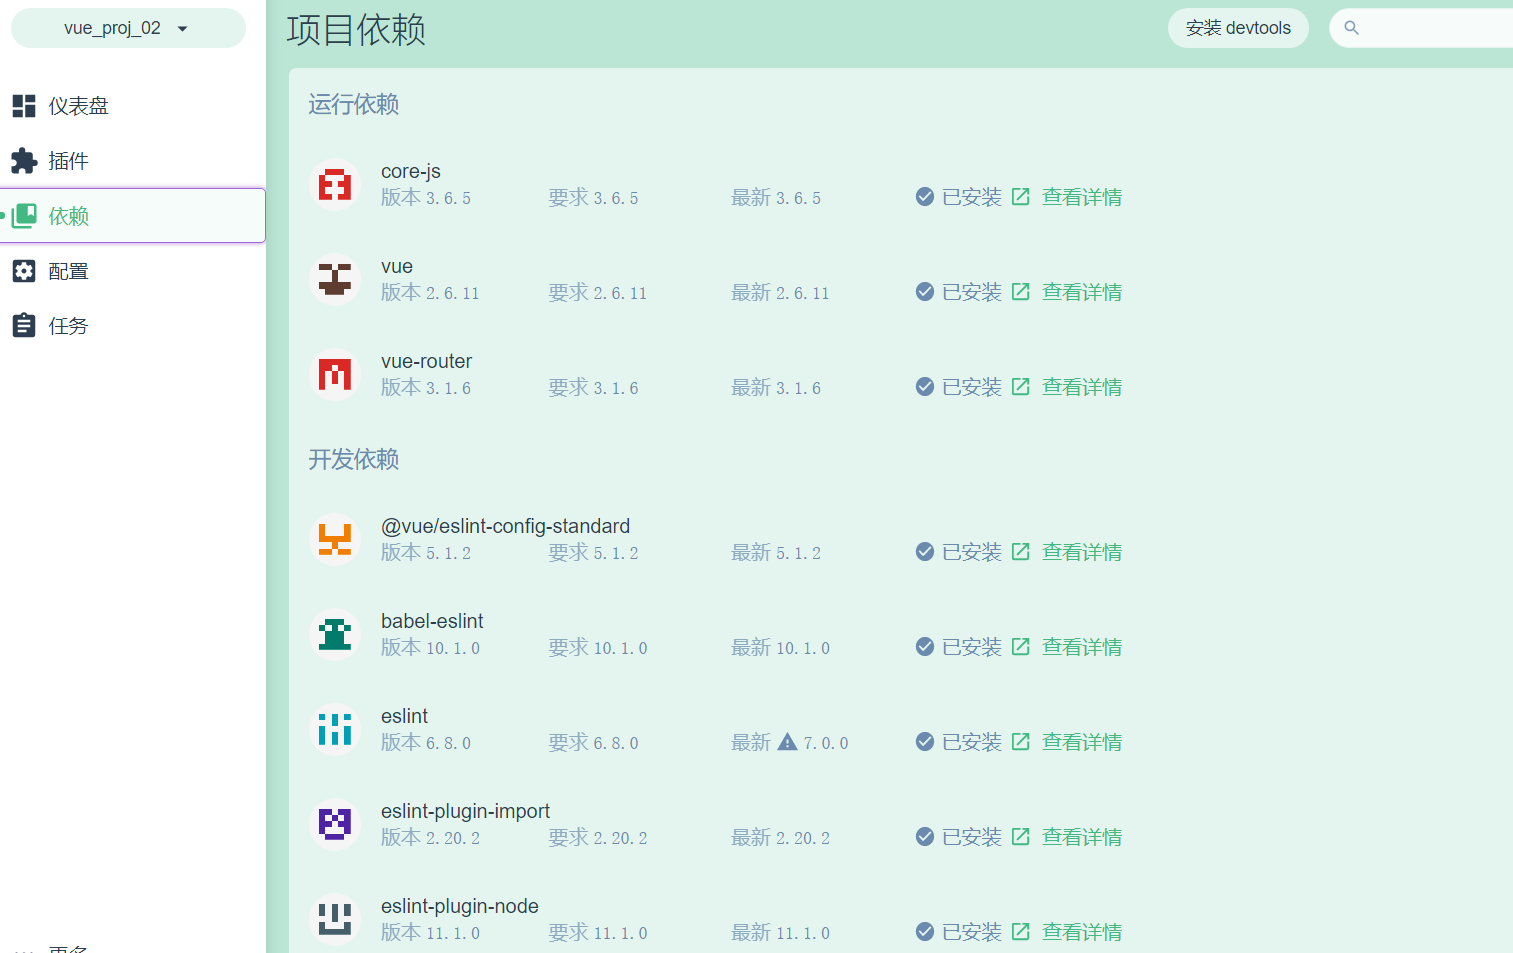 vue_proj_02
仪表盘
插件
依赖
配置
任务
项目依赖
安装 devtools
运行依赖
core-js
版本 3.6.5 要求 3.6.5 最新 3.6.5 已安装 查看详情
vue
版本 2.6.11 要求 2.6.11 最新 2.6.11 已安装 查看详情
vue-router
版本 3.1.6 要求 3.1.6 最新 3.1.6 已安装 查看详情
开发依赖
@vue/eslint-config-standard
版本 5.1.2 要求 5.1.2 最新 5.1.2 已安装 查看详情
babel-eslint
版本 10.1.0 要求 10.1.0 最新 10.1.0 已安装 查看详情
eslint
版本 6.8.0 要求 6.8.0 最新 7.0.0 已安装 查看详情
eslint-plugin-import
版本 2.20.2 要求 2.20.2 最新 2.20.2 已安装 查看详情
eslint-plugin-node
版本 11.1.0 要求 11.1.0 最新 11.1.0 已安装 查看详情